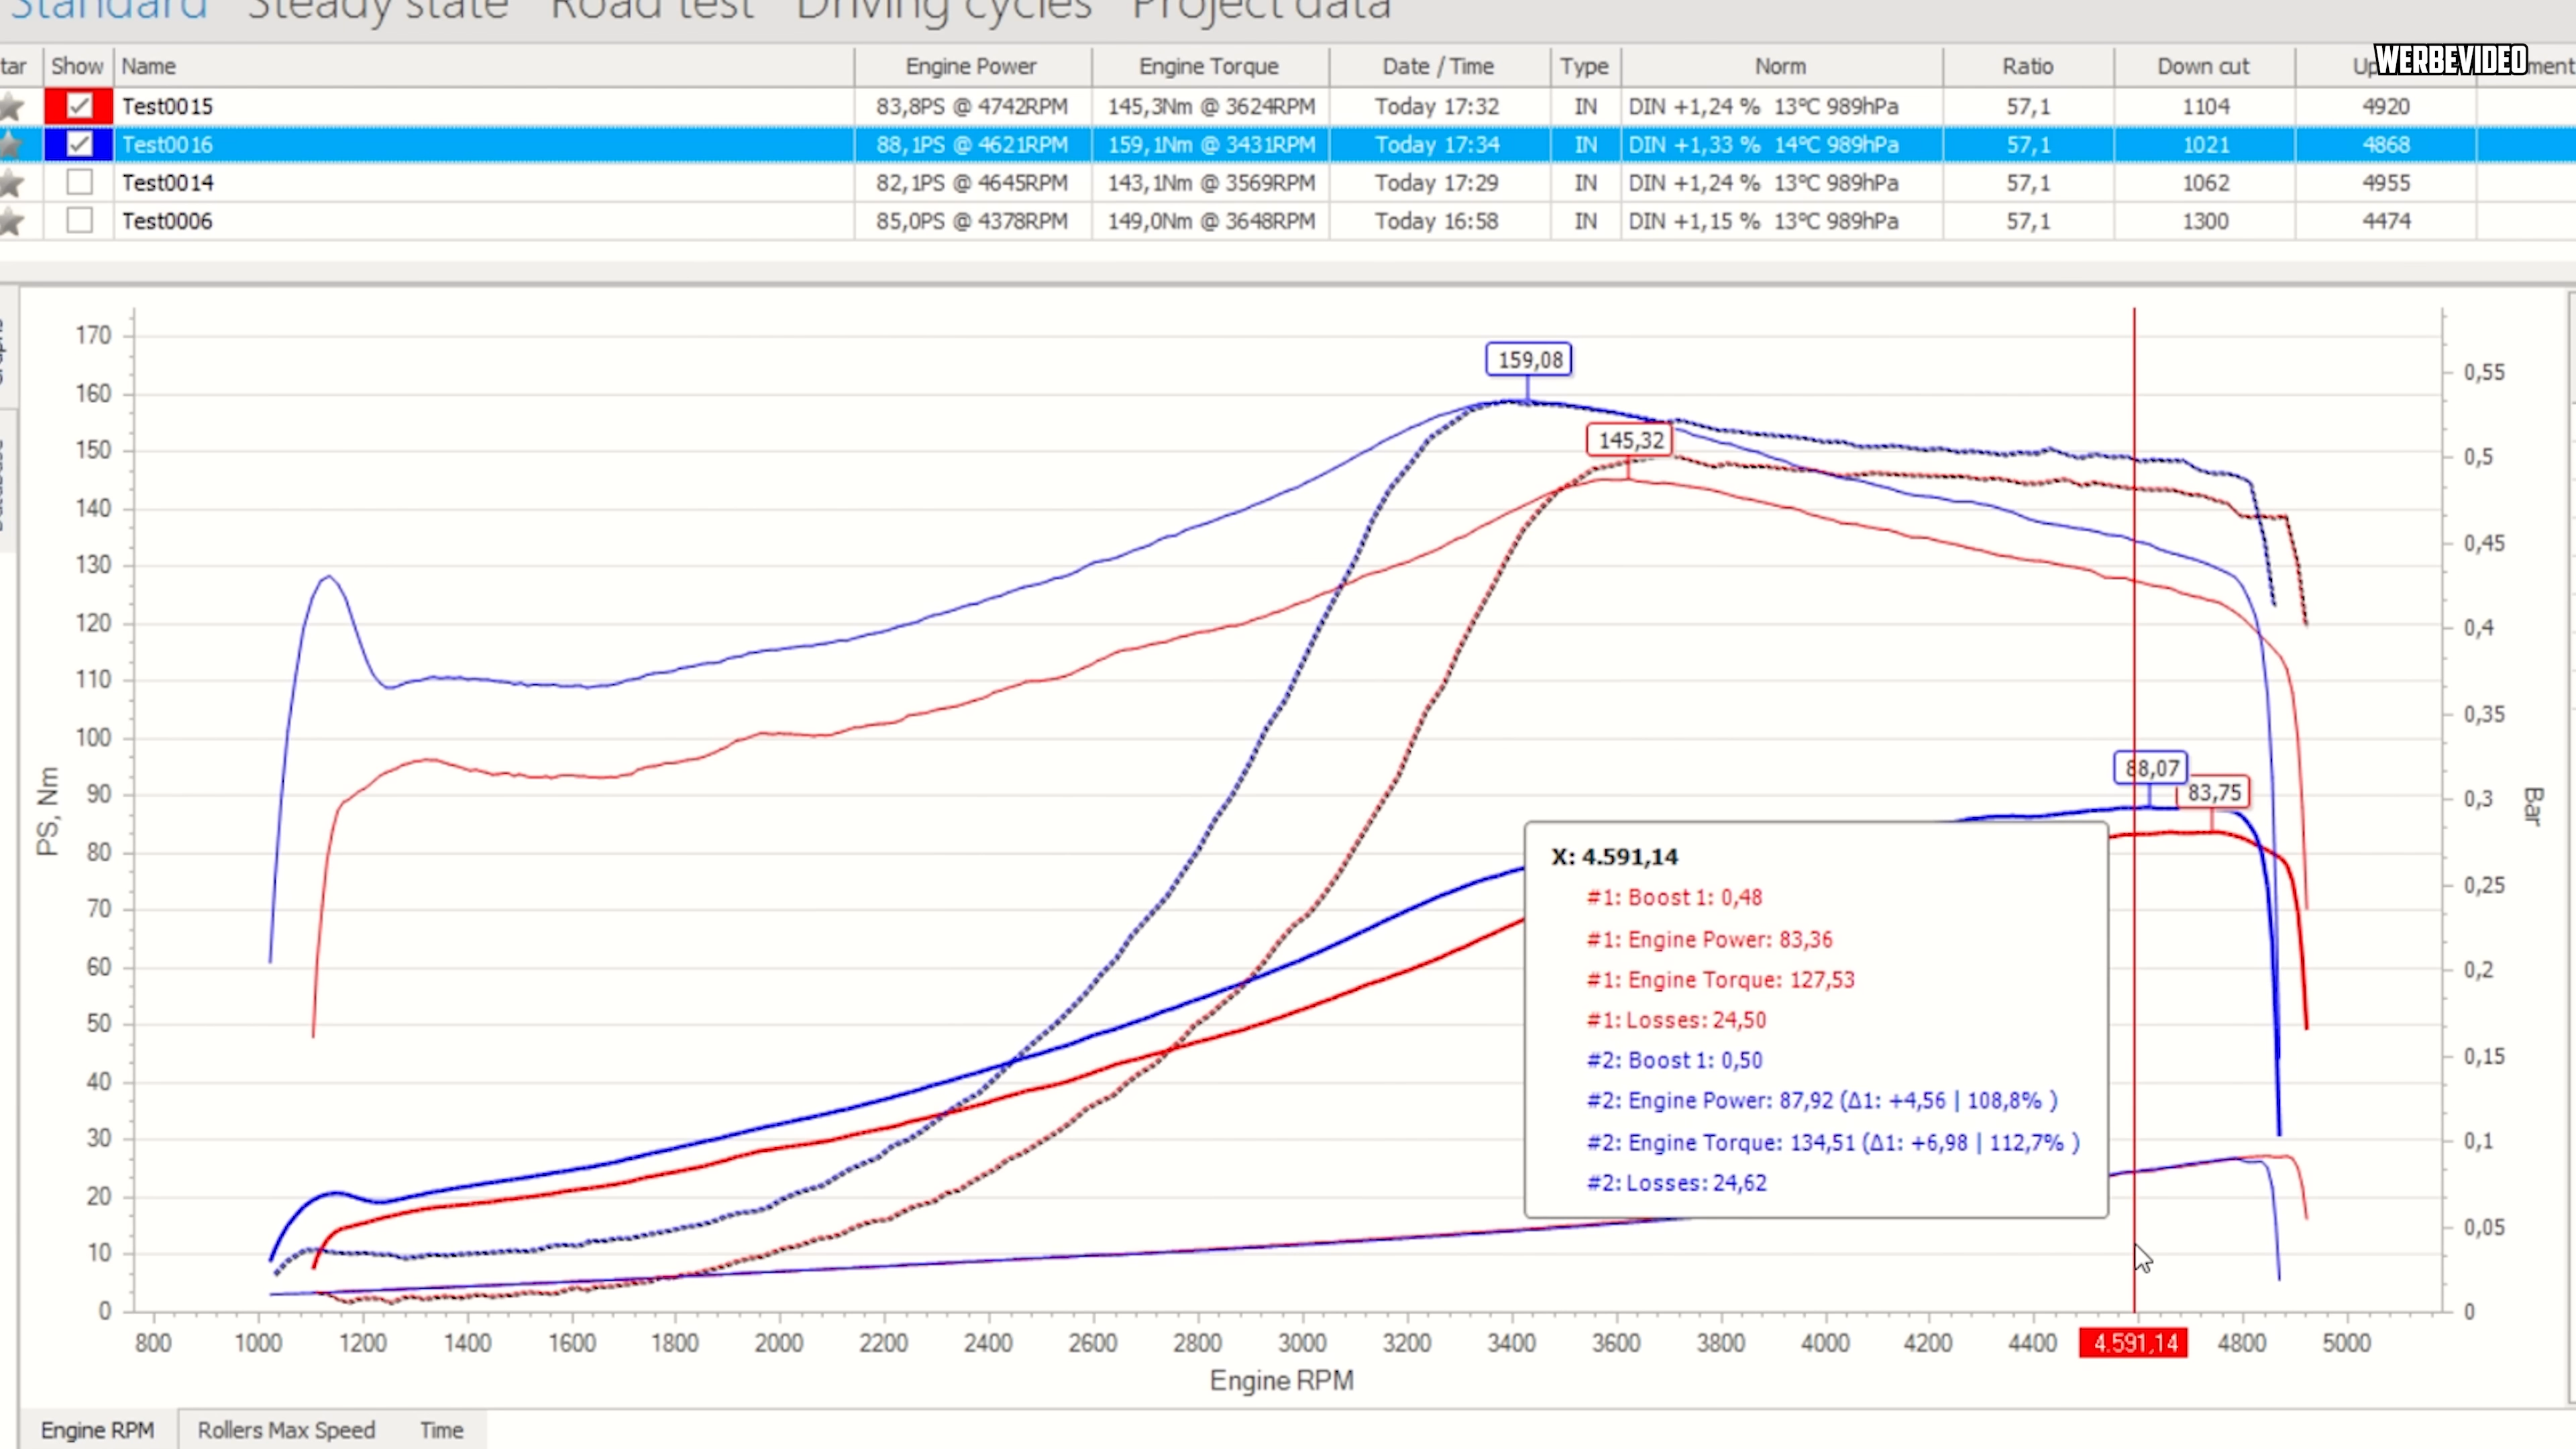 Standard Steady state Road test Driving cycles Project data
tar Show Name Engine Power Engine Torque Date / Time Type Norm Ratio Down cut Up ment
WERBEVIDEO
Test0015 83,8PS @ 4742RPM 145,3Nm @ 3624RPM Today 17:32 IN DIN +1,24 % 13°C 989hPa 57,1 1104 4920
Test0016 88,1PS @ 4621RPM 159,1Nm @ 3431RPM Today 17:34 IN DIN +1,33 % 14°C 989hPa 57,1 1021 4868
Test0014 82,1PS @ 4645RPM 143,1Nm @ 3569RPM Today 17:29 IN DIN +1,24 % 13°C 989hPa 57,1 1062 4955
Test0006 85,0PS @ 4378RPM 149,0Nm @ 3648RPM Today 16:58 IN DIN +1,15 % 13°C 989hPa 57,1 1300 4474
170
160
150
140
130
120
110
100
90
80
70
60
50
40
30
20
10
0
PS, Nm
159,08
145,32
88,07
83,75
X: 4.591,14
#1: Boost 1: 0,48
#1: Engine Power: 83,36
#1: Engine Torque: 127,53
#1: Losses: 24,50
#2: Boost 1: 0,50
#2: Engine Power: 87,92 (Δ1: +4,56 | 108,8% )
#2: Engine Torque: 134,51 (Δ1: +6,98 | 112,7% )
#2: Losses: 24,62
0,55
0,5
0,45
0,4
0,35
0,3
0,25
0,2
0,15
0,1
0,05
0
Bar
800 1000 1200 1400 1600 1800 2000 2200 2400 2600 2800 3000 3200 3400 3600 3800 4000 4200 4400 4.591,14 4800 5000
Engine RPM
Engine RPM Rollers Max Speed Time